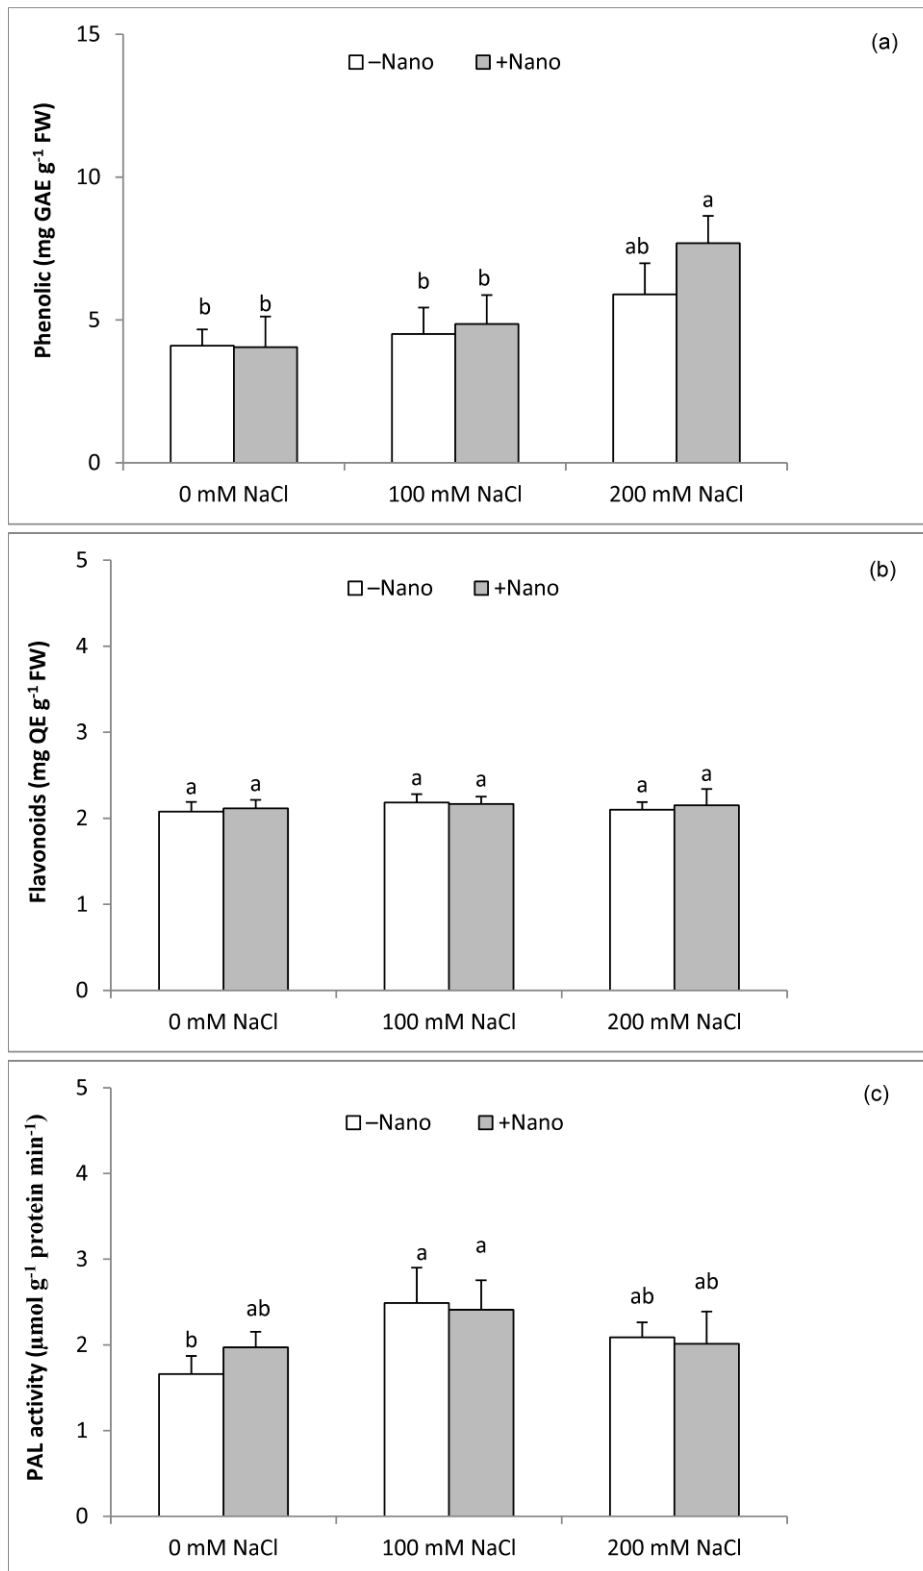 (a)
15
–Nano +Nano
Phenolic (mg GAE g⁻¹ FW)
10
a
ab
b b
5
b b
0
0 mM NaCl 100 mM NaCl 200 mM NaCl
(b)
5
–Nano +Nano
Flavonoids (mg QE g⁻¹ FW)
4
3
a a a a a a
2
1
0
0 mM NaCl 100 mM NaCl 200 mM NaCl
(c)
5
–Nano +Nano
PAL activity (µmol g⁻¹ protein min⁻¹)
4
3
a a
b ab ab ab
2
1
0
0 mM NaCl 100 mM NaCl 200 mM NaCl